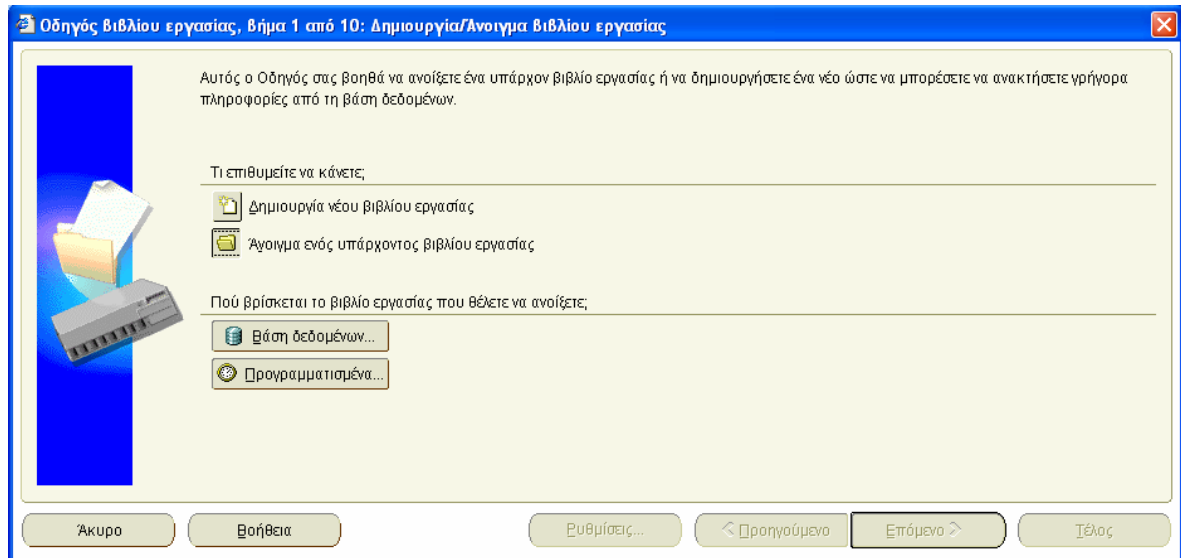 Οδηγός βιβλίου εργασίας, βήμα 1 από 10: Δημιουργία/Άνοιγμα βιβλίου εργασίας
Αυτός ο Οδηγός σας βοηθά να ανοίξετε ένα υπάρχον βιβλίο εργασίας ή να δημιουργήσετε ένα νέο ώστε να μπορέσετε να ανακτήσετε γρήγορα
πληροφορίες από τη βάση δεδομένων.
Τι επιθυμείτε να κάνετε;
Δημιουργία νέου βιβλίου εργασίας
Άνοιγμα ενός υπάρχοντος βιβλίου εργασίας
Πού βρίσκεται το βιβλίο εργασίας που θέλετε να ανοίξετε;
Βάση δεδομένων...
Προγραμματισμένα...
Άκυρο Βοήθεια Ρυθμίσεις... < Προηγούμενο Επόμενο > Τέλος